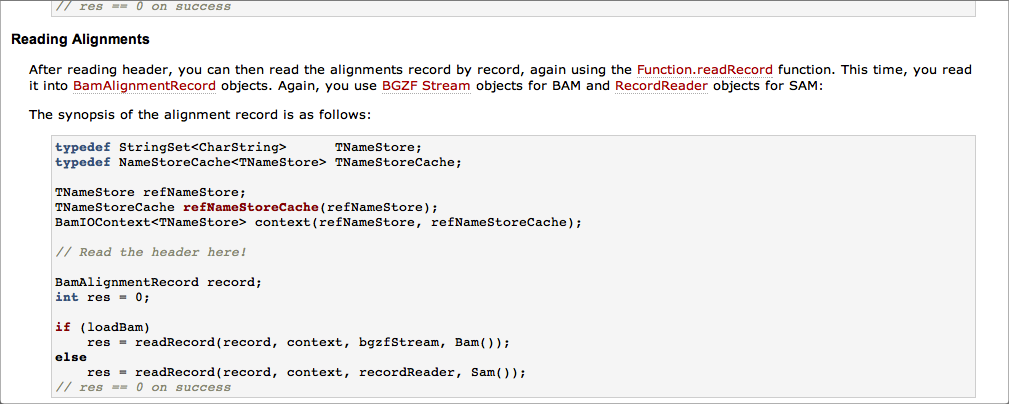 // res == 0 on success
Reading Alignments
After reading header, you can then read the alignments record by record, again using the Function.readRecord function. This time, you read
it into BamAlignmentRecord objects. Again, you use BGZF Stream objects for BAM and RecordReader objects for SAM:
The synopsis of the alignment record is as follows:
typedef StringSet<CharString>      TNameStore;
typedef NameStoreCache<TNameStore> TNameStoreCache;
TNameStore refNameStore;
TNameStoreCache refNameStoreCache(refNameStore);
BamIOContext<TNameStore> context(refNameStore, refNameStoreCache);
// Read the header here!
BamAlignmentRecord record;
int res = 0;
if (loadBam)
    res = readRecord(record, context, bgzfStream, Bam());
else
    res = readRecord(record, context, recordReader, Sam());
// res == 0 on success